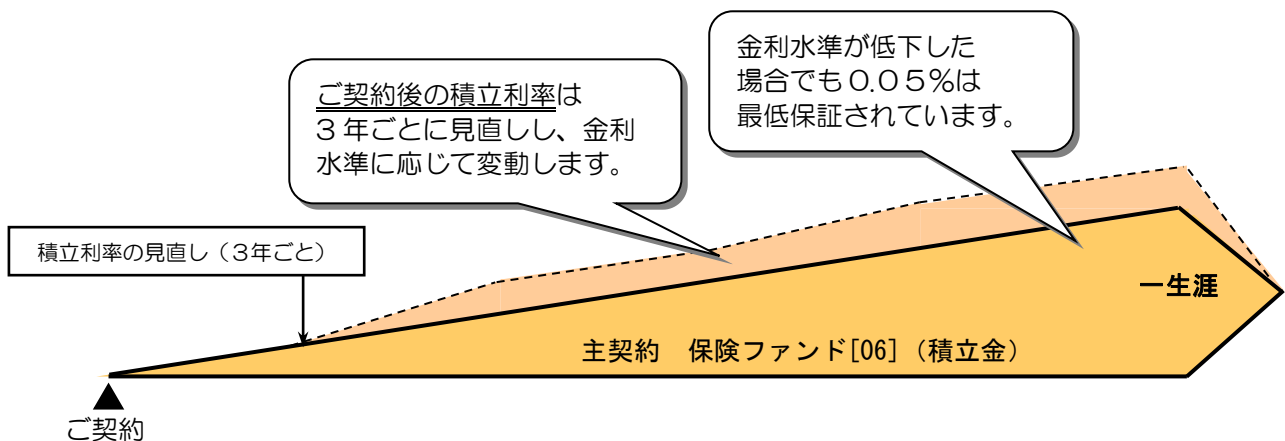 金利水準が低下した
場合でも０.０５％は
最低保証されています。
ご契約後の積立利率は
３年ごとに見直しし、金利
水準に応じて変動します。
積立利率の見直し（３年ごと）
一生涯
主契約　保険ファンド[06]（積立金）
ご契約